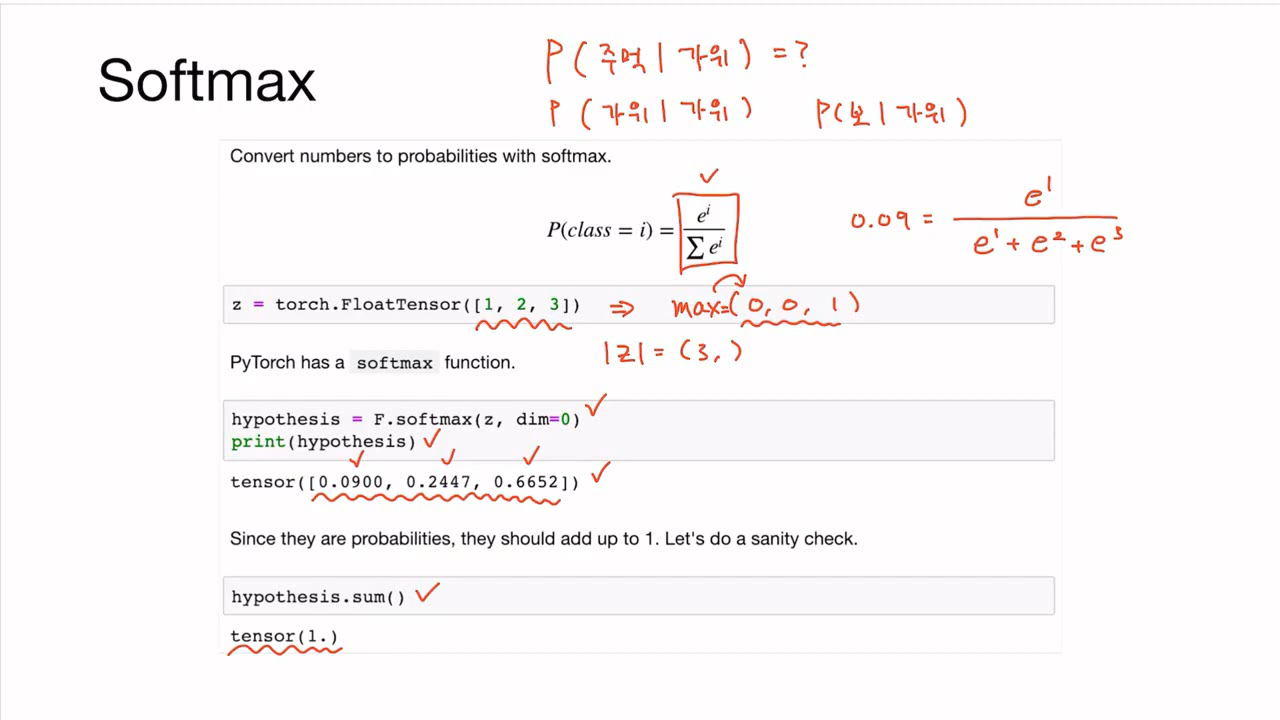 Softmax
P(주먹|가위) = ?
P(가위|가위) P(보|가위)
Convert numbers to probabilities with softmax.
P(class = i) = e^i / ∑ e^i
0.09 = e^1 / e^1 + e^2 + e^3
z = torch.FloatTensor([1, 2, 3]) ⇒ max=(0, 0, 1)
|z| = (3, )
PyTorch has a softmax function.
hypothesis = F.softmax(z, dim=0)
print(hypothesis)
tensor([0.0900, 0.2447, 0.6652])
Since they are probabilities, they should add up to 1. Let's do a sanity check.
hypothesis.sum()
tensor(1.)